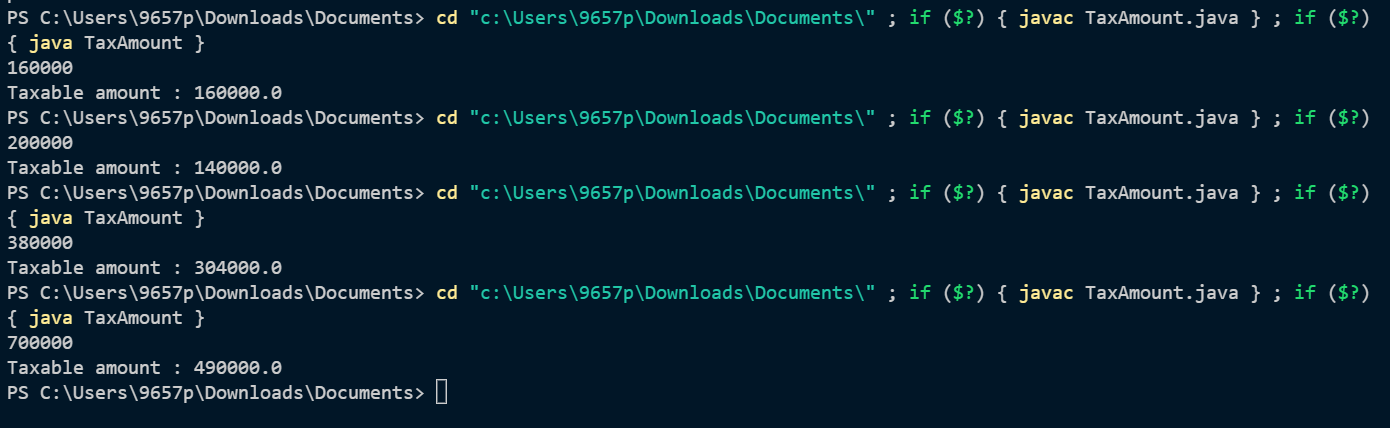 PS C:\Users\9657p\Downloads\Documents> cd "c:\Users\9657p\Downloads\Documents\" ; if ($?) { javac TaxAmount.java } ; if ($?)
{ java TaxAmount }
160000
Taxable amount : 160000.0
PS C:\Users\9657p\Downloads\Documents> cd "c:\Users\9657p\Downloads\Documents\" ; if ($?) { javac TaxAmount.java } ; if ($?)
200000
Taxable amount : 140000.0
PS C:\Users\9657p\Downloads\Documents> cd "c:\Users\9657p\Downloads\Documents\" ; if ($?) { javac TaxAmount.java } ; if ($?)
{ java TaxAmount }
380000
Taxable amount : 304000.0
PS C:\Users\9657p\Downloads\Documents> cd "c:\Users\9657p\Downloads\Documents\" ; if ($?) { javac TaxAmount.java } ; if ($?)
{ java TaxAmount }
700000
Taxable amount : 490000.0
PS C:\Users\9657p\Downloads\Documents>